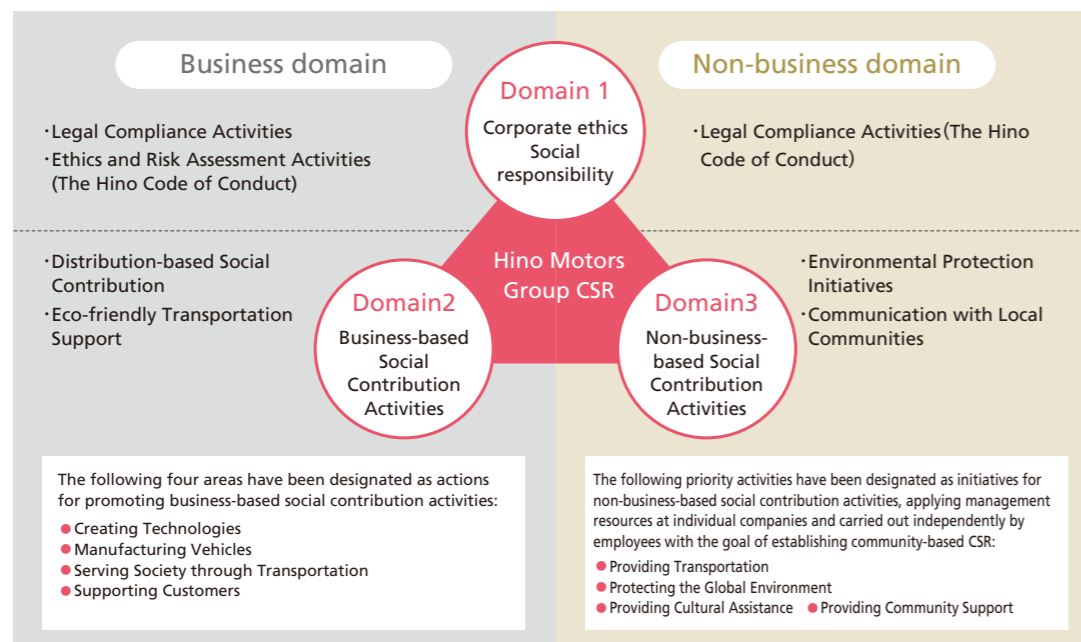 Business domain
Non-business domain
Domain 1
Corporate ethics
Social
responsibility
・Legal Compliance Activities
・Ethics and Risk Assessment Activities
(The Hino Code of Conduct)
・Legal Compliance Activities (The Hino
Code of Conduct)
Hino Motors
Group CSR
・Distribution-based Social
Contribution
・Eco-friendly Transportation
Support
Domain2
Business-based
Social
Contribution
Activities
Domain3
Non-business-
based Social
Contribution
Activities
・Environmental Protection
Initiatives
・Communication with Local
Communities
The following four areas have been designated as actions
for promoting business-based social contribution activities:
● Creating Technologies
● Manufacturing Vehicles
● Serving Society through Transportation
● Supporting Customers
The following priority activities have been designated as initiatives for
non-business-based social contribution activities, applying management
resources at individual companies and carried out independently by
employees with the goal of establishing community-based CSR:
● Providing Transportation
● Protecting the Global Environment
● Providing Cultural Assistance ● Providing Community Support